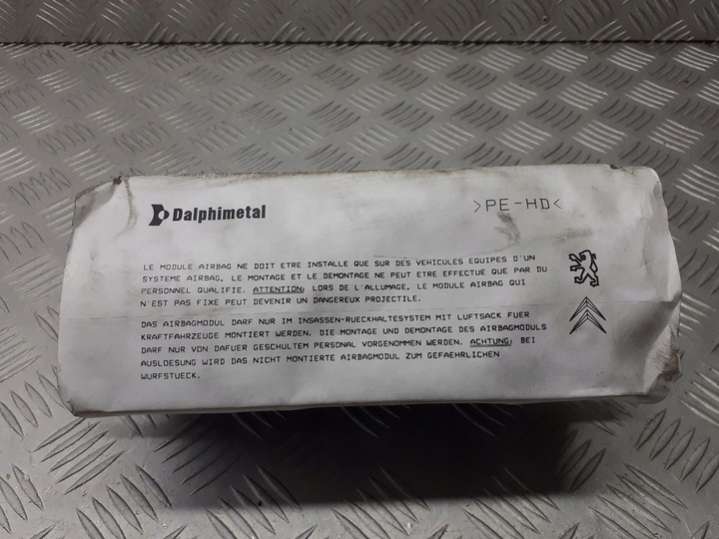 Dalphimetal
>PE-HD<
LE MODULE AIRBAG NE DOIT ETRE INSTALLE QUE SUR DES VEHICULES EQUIPES D'UN
SYSTEME AIRBAG, LE MONTAGE ET LE DEMONTAGE NE PEUT ETRE EFFECTUE QUE PAR DU
PERSONNEL QUALIFIE. ATTENTION: LORS DE L'ALLUMAGE, LE MODULE AIRBAG QUI
N'EST PAS FIXE PEUT DEVENIR UN DANGEREUX PROJECTILE.
DAS AIRBAGMODUL DARF NUR IM INSASSEN-RUECKHALTESYSTEM MIT LUFTSACK FUER
KRAFTFAHRZEUGE MONTIERT WERDEN. DIE MONTAGE UND DEMONTAGE DES AIRBAGMODULS
DARF NUR VON DAFUER GESCHULTEM PERSONAL VORGENOMMEN WERDEN. ACHTUNG: BEI
AUSLOESUNG WIRD DAS NICHT MONTIERTE AIRBAGMODUL ZUM GEFAEHRLICHEN
WURFSTUECK.